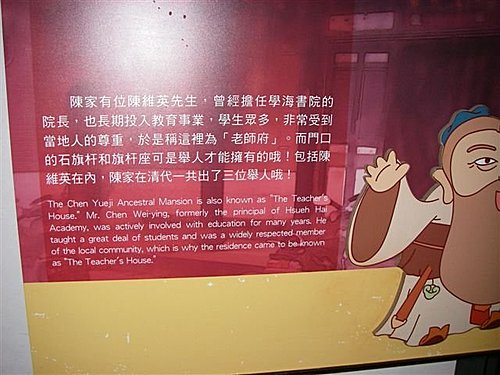 陳家有位陳維英先生，曾經擔任學海書院的
院長，也長期投入教育事業，學生眾多，非常受到
當地人的尊重，於是稱這裡為「老師府」。而門口
的石旗杆和旗杆座可是舉人才能擁有的哦！包括陳
維英在內，陳家在清代一共出了三位舉人哦！
The Chen Yueji Ancestral Mansion is also known as "The Teacher's
House." Mr. Chen Wei-ying, formerly the principal of Hsueh Hai
Academy, was actively involved with education for many years. He
taught a great deal of students and was a widely respected member
of the local community, which is why the residence came to be known
as "The Teacher's House."